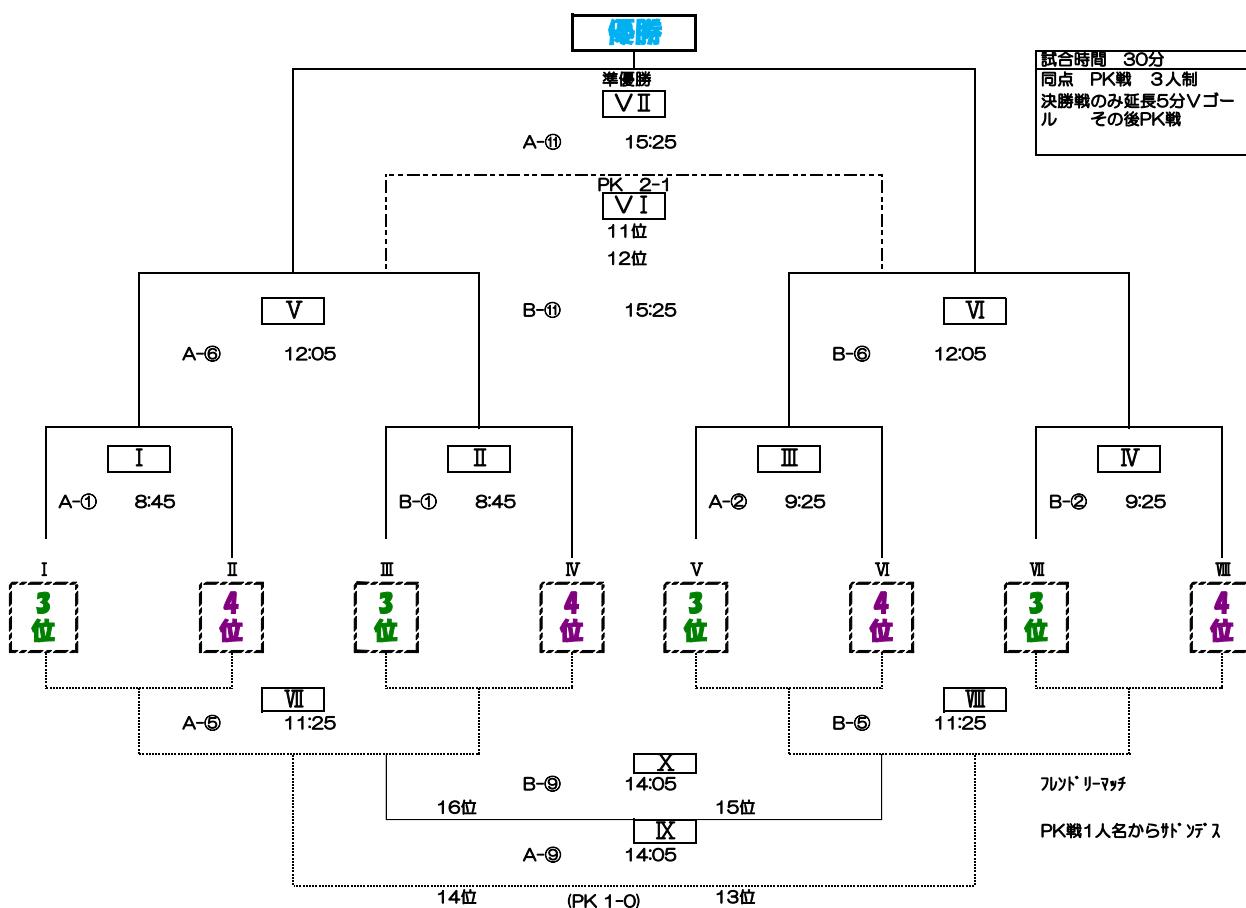 優勝
試合時間 30分
同点 PK戦 3人制
決勝戦のみ延長5分Vゴー
ル その後PK戦
準優勝
ⅤⅡ
A-⑪ 15:25
PK 2-1
ⅤⅠ
11位
12位
B-⑪ 15:25
Ⅴ
Ⅵ
A-⑥ 12:05
B-⑥ 12:05
Ⅰ
Ⅱ
Ⅲ
Ⅳ
A-① 8:45
B-① 8:45
A-② 9:25
B-② 9:25
Ⅰ Ⅱ Ⅲ Ⅳ Ⅴ Ⅵ Ⅶ Ⅷ
3 4 3 4 3 4 3 4
位 位 位 位 位 位 位 位
Ⅶ
Ⅷ
A-⑤ 11:25
B-⑤ 11:25
Ⅹ
B-⑨ 14:05
フレンドリーマッチ
16位 15位
Ⅸ
PK戦1人名からサドンデス
A-⑨ 14:05
14位 (PK 1-0) 13位